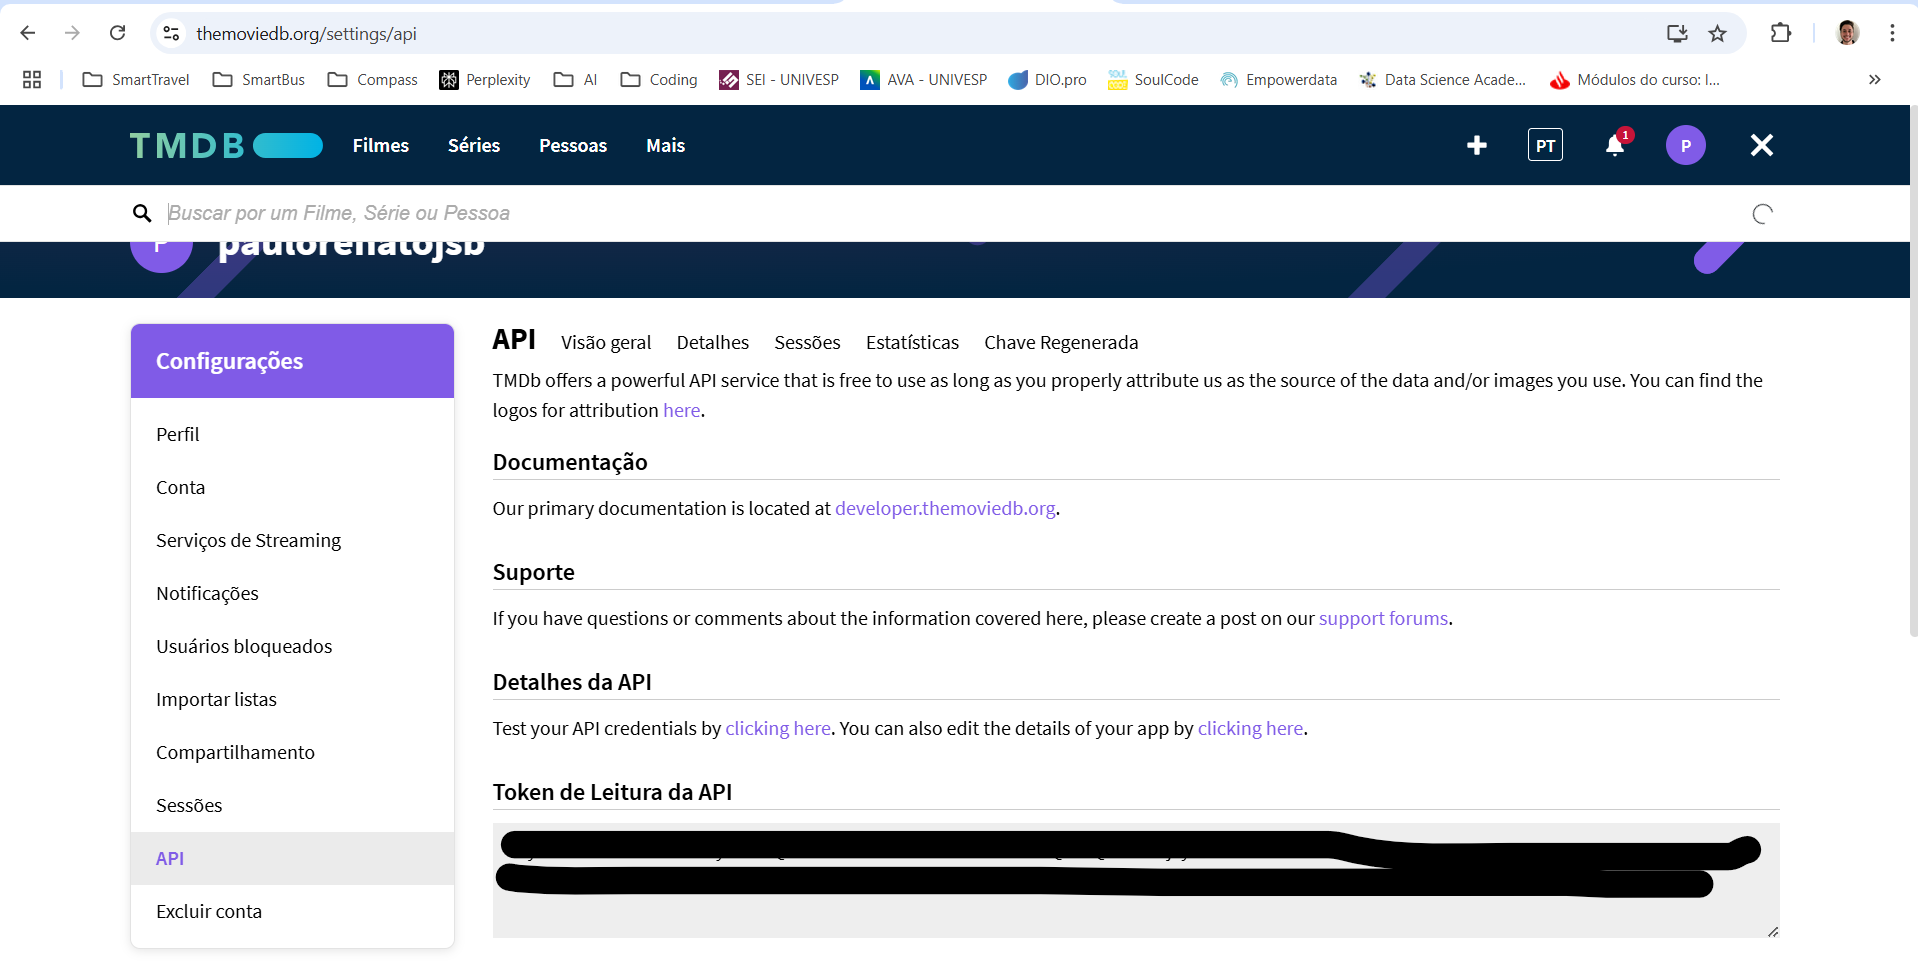 themoviedb.org/settings/api
SmartTravel SmartBus Compass Perplexity AI Coding SEI - UNIVESP AVA - UNIVESP DIO.pro SoulCode Empowerdata Data Science Acade... Módulos do curso: I...
TMDB Filmes Séries Pessoas Mais PT 1 P
Buscar por um Filme, Série ou Pessoa
P paulorenatojsb
Configurações
Perfil
Conta
Serviços de Streaming
Notificações
Usuários bloqueados
Importar listas
Compartilhamento
Sessões
API
Excluir conta
API Visão geral Detalhes Sessões Estatísticas Chave Regenerada
TMDb offers a powerful API service that is free to use as long as you properly attribute us as the source of the data and/or images you use. You can find the
logos for attribution here.
Documentação
Our primary documentation is located at developer.themoviedb.org.
Suporte
If you have questions or comments about the information covered here, please create a post on our support forums.
Detalhes da API
Test your API credentials by clicking here. You can also edit the details of your app by clicking here.
Token de Leitura da API